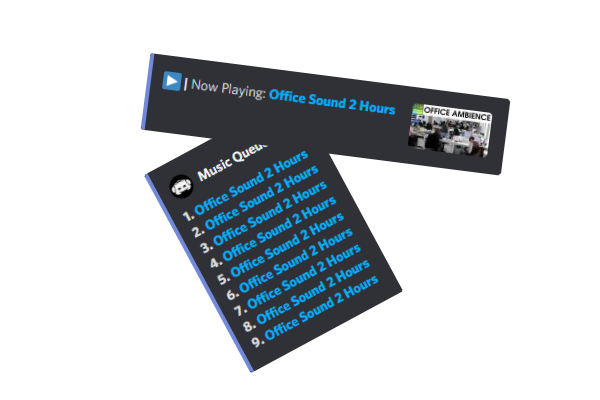 | Now Playing: Office Sound 2 Hours
OFFICE AMBIENCE
Music Queue
1. Office Sound 2 Hours
2. Office Sound 2 Hours
3. Office Sound 2 Hours
4. Office Sound 2 Hours
5. Office Sound 2 Hours
6. Office Sound 2 Hours
7. Office Sound 2 Hours
8. Office Sound 2 Hours
9. Office Sound 2 Hours